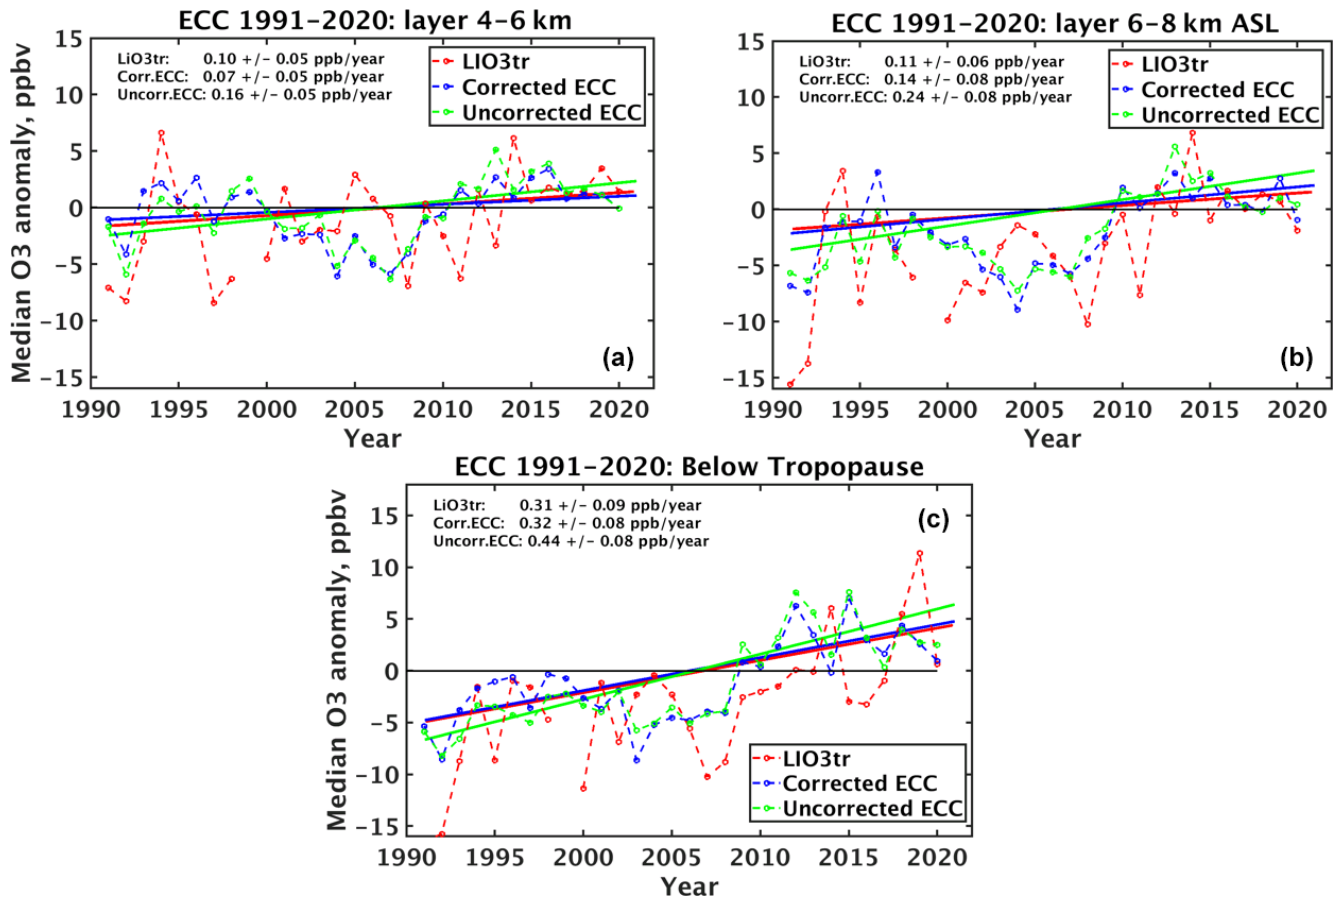 ECC 1991–2020: layer 4–6 km
LiO3tr: 0.10 +/− 0.05 ppb/year
Corr.ECC: 0.07 +/− 0.05 ppb/year
Uncorr.ECC: 0.16 +/− 0.05 ppb/year
LIO3tr
Corrected ECC
Uncorrected ECC
15
10
5
0
−5
−10
−15
Median O3 anomaly, ppbv
(a)
1990 1995 2000 2005 2010 2015 2020
Year
ECC 1991–2020: layer 6–8 km ASL
LiO3tr: 0.11 +/− 0.06 ppb/year
Corr.ECC: 0.14 +/− 0.08 ppb/year
Uncorr.ECC: 0.24 +/− 0.08 ppb/year
LIO3tr
Corrected ECC
Uncorrected ECC
15
10
5
0
−5
−10
−15
(b)
1990 1995 2000 2005 2010 2015 2020
Year
ECC 1991–2020: Below Tropopause
LiO3tr: 0.31 +/− 0.09 ppb/year
Corr.ECC: 0.32 +/− 0.08 ppb/year
Uncorr.ECC: 0.44 +/− 0.08 ppb/year
(c)
15
10
5
0
−5
−10
−15
Median O3 anomaly, ppbv
LIO3tr
Corrected ECC
Uncorrected ECC
1990 1995 2000 2005 2010 2015 2020
Year